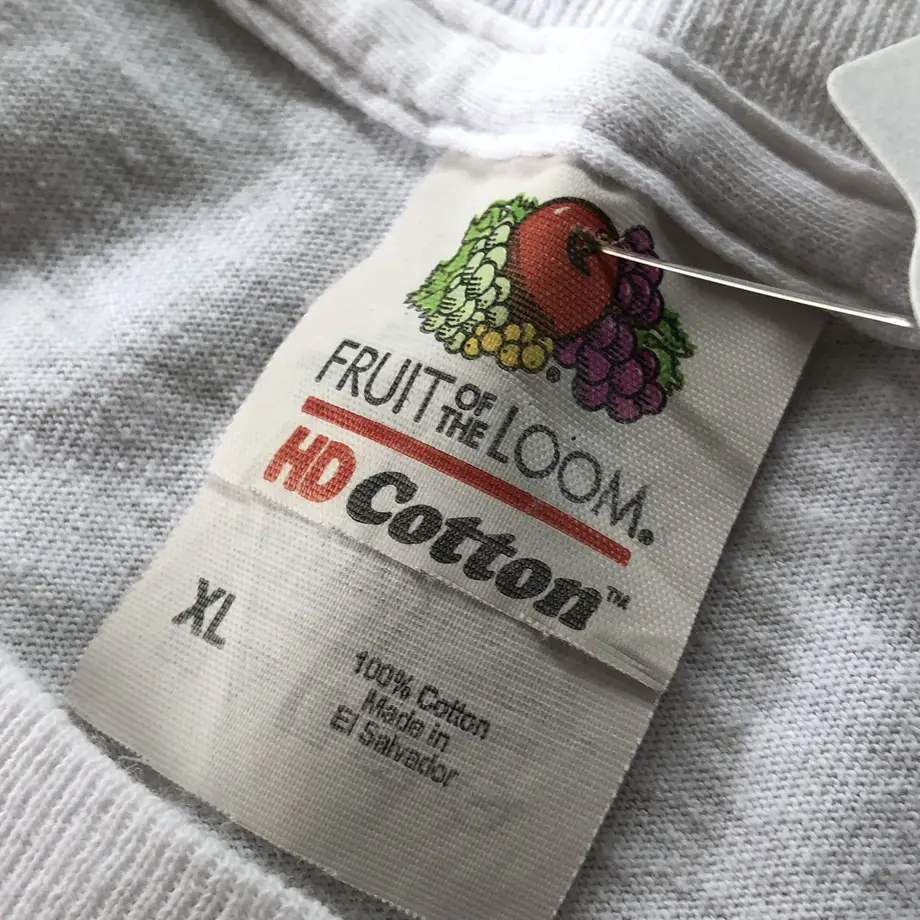 FRUIT OF THE LOOM®
HD Cotton™
XL
100% Cotton
Made in
El Salvador